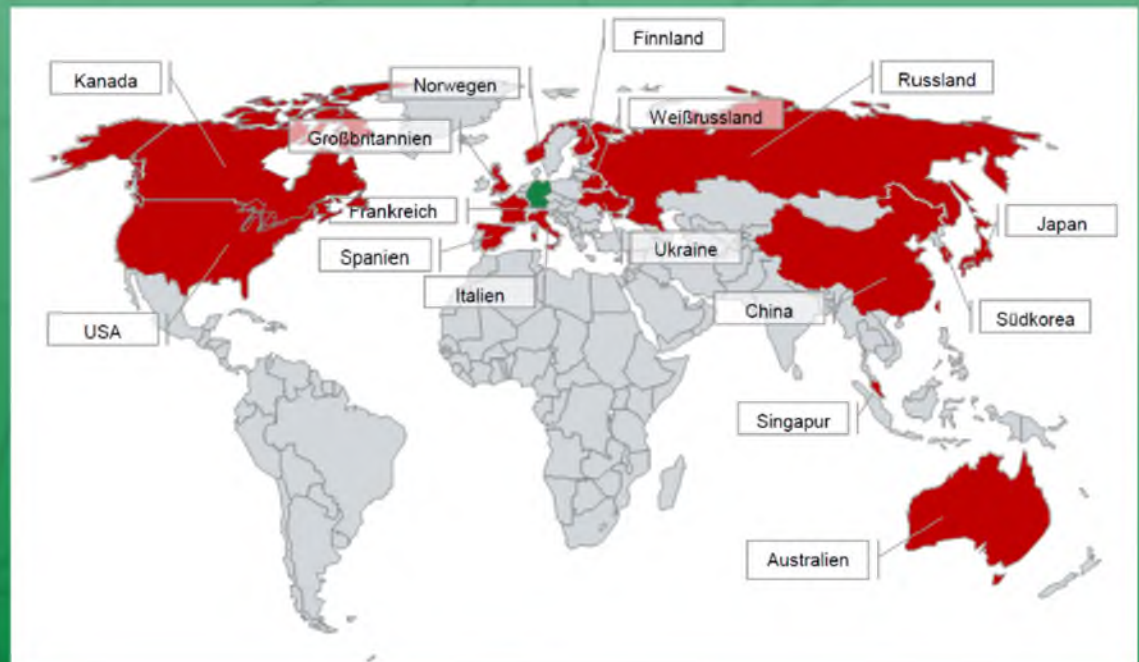 Finnland
Kanada
Norwegen
Russland
Weißrussland
Großbritannien
Frankreich
Japan
Spanien
Ukraine
Italien
China
USA
Südkorea
Singapur
Australien